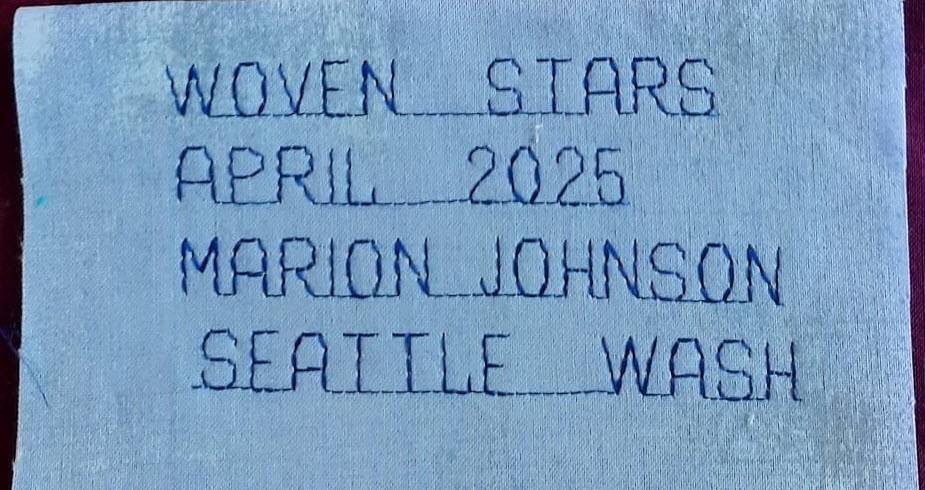 WOVEN STARS
APRIL 2025
MARION JOHNSON
SEATTLE WASH